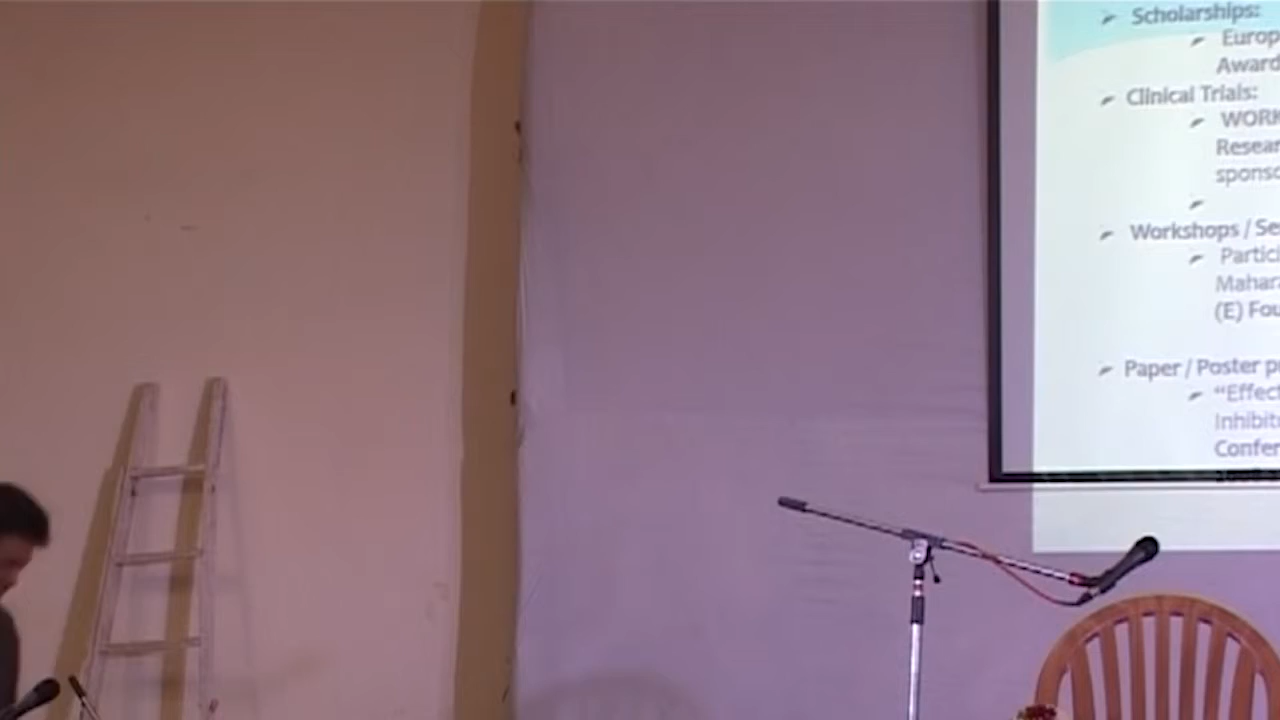 Scholarships:
Europ
Award
Clinical Trials:
WORK
Resear
sponso
Workshops / Se
Partici
Mahara
(E) Fou
Paper / Poster p
"Effect
Inhibit
Confer